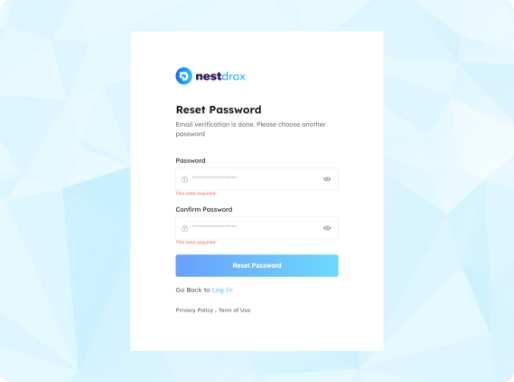 nestdrax
Reset Password
Email verification is done. Please choose another
password
Password
********************
This area required
Confirm Password
********************
This area required
Reset Password
Go Back to Log In
Privacy Policy . Term of Use